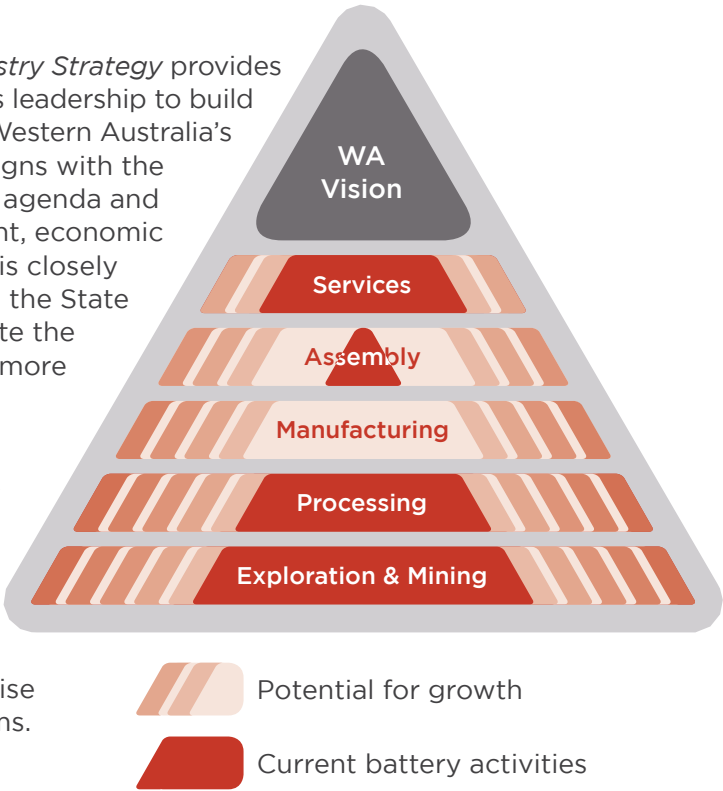 stry Strategy provides
s leadership to build
Western Australia's
igns with the
agenda and
nt, economic
is closely
the State
te the
more
WA
Vision
Services
Assembly
Manufacturing
Processing
Exploration & Mining
ise
ns.
Potential for growth
Current battery activities